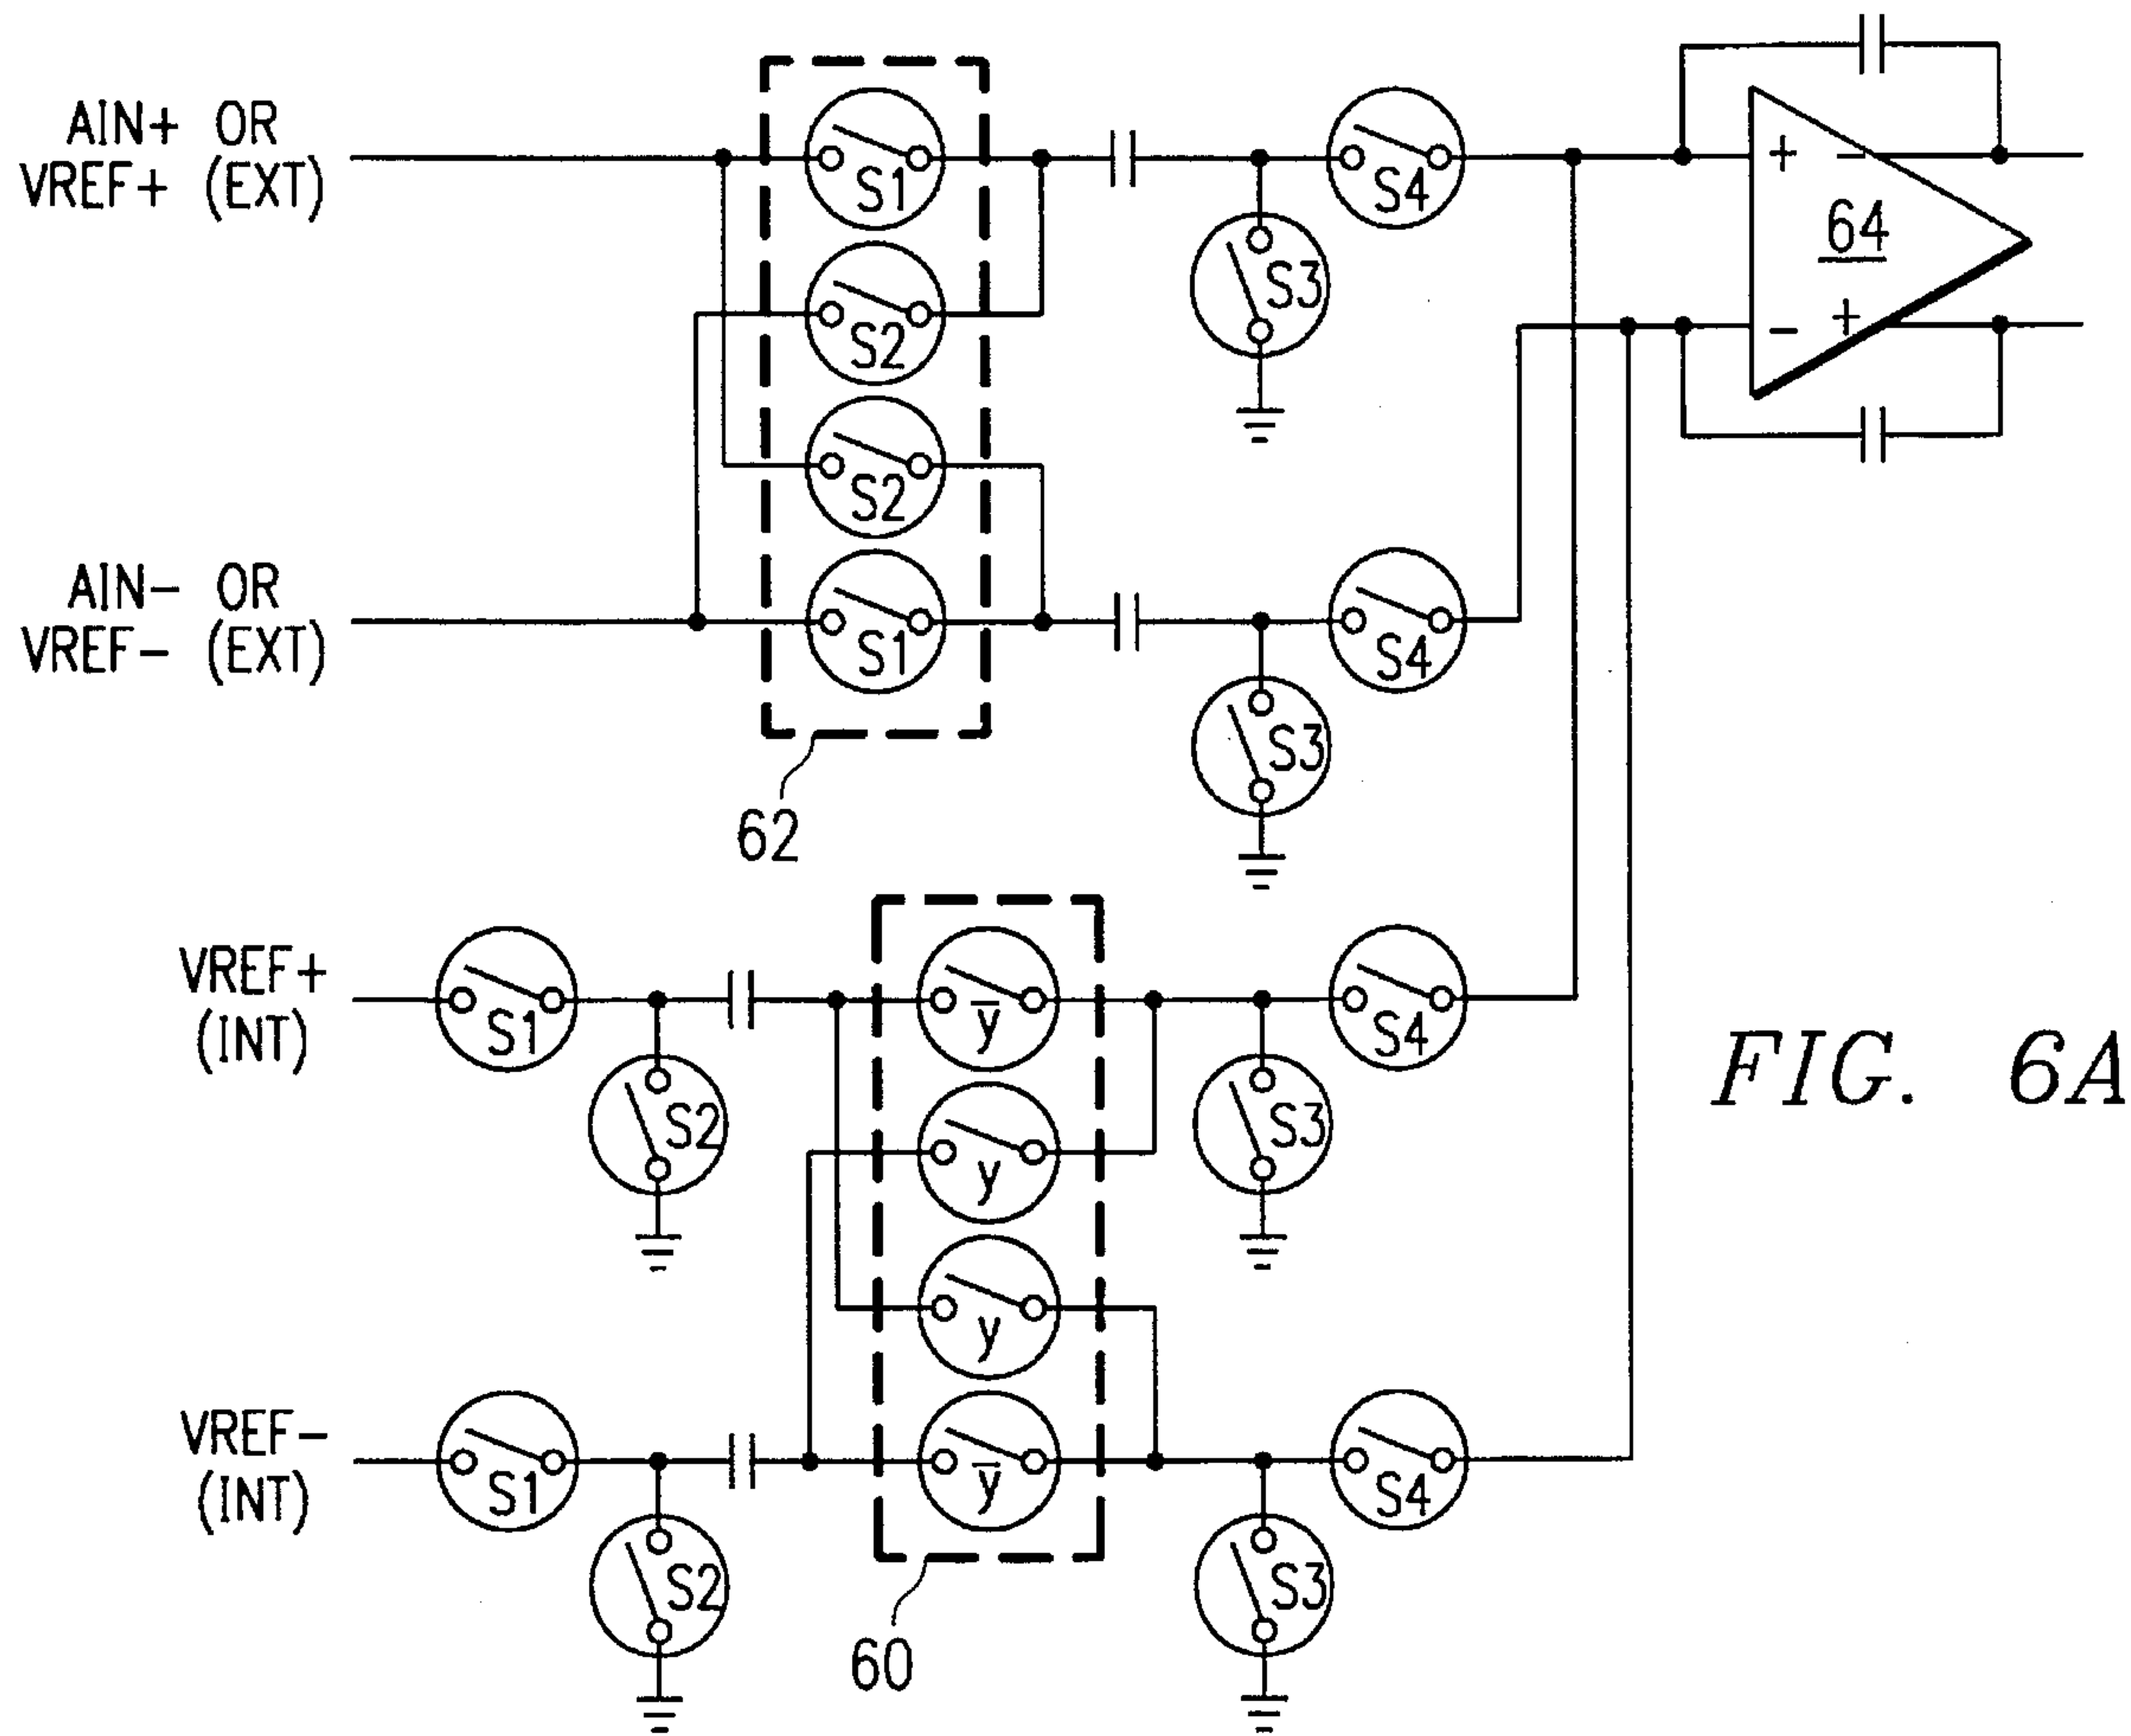 AIN+ OR
VREF+ (EXT)
S1
S2
S2
S1
S4
S3
+ −
64
− +
AIN− OR
VREF− (EXT)
S4
S3
62
VREF+
(INT)
S1
S2
y̅
y
y
y̅
S4
S3
FIG. 6A
VREF−
(INT)
S1
S2
S4
S3
60